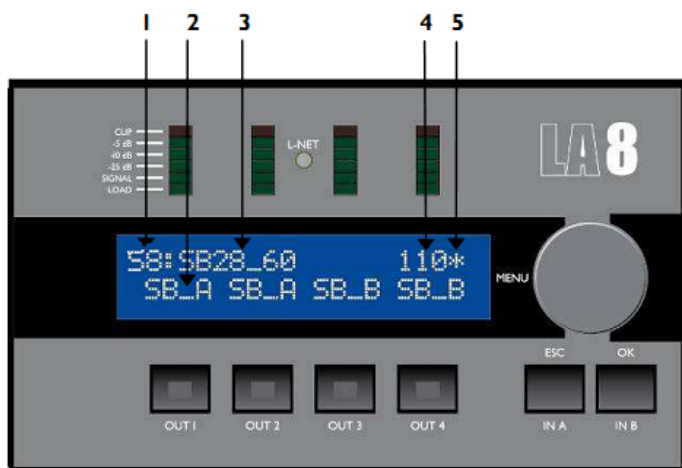 1 2 3 4 5
CLIP
-5 dB
-10 dB
-25 dB
SIGNAL
LOAD
L-NET
LA8
58:SB28_60 110*
SB_A SB_A SB_B SB_B
MENU
ESC OK
OUT 1 OUT 2 OUT 3 OUT 4 IN A IN B